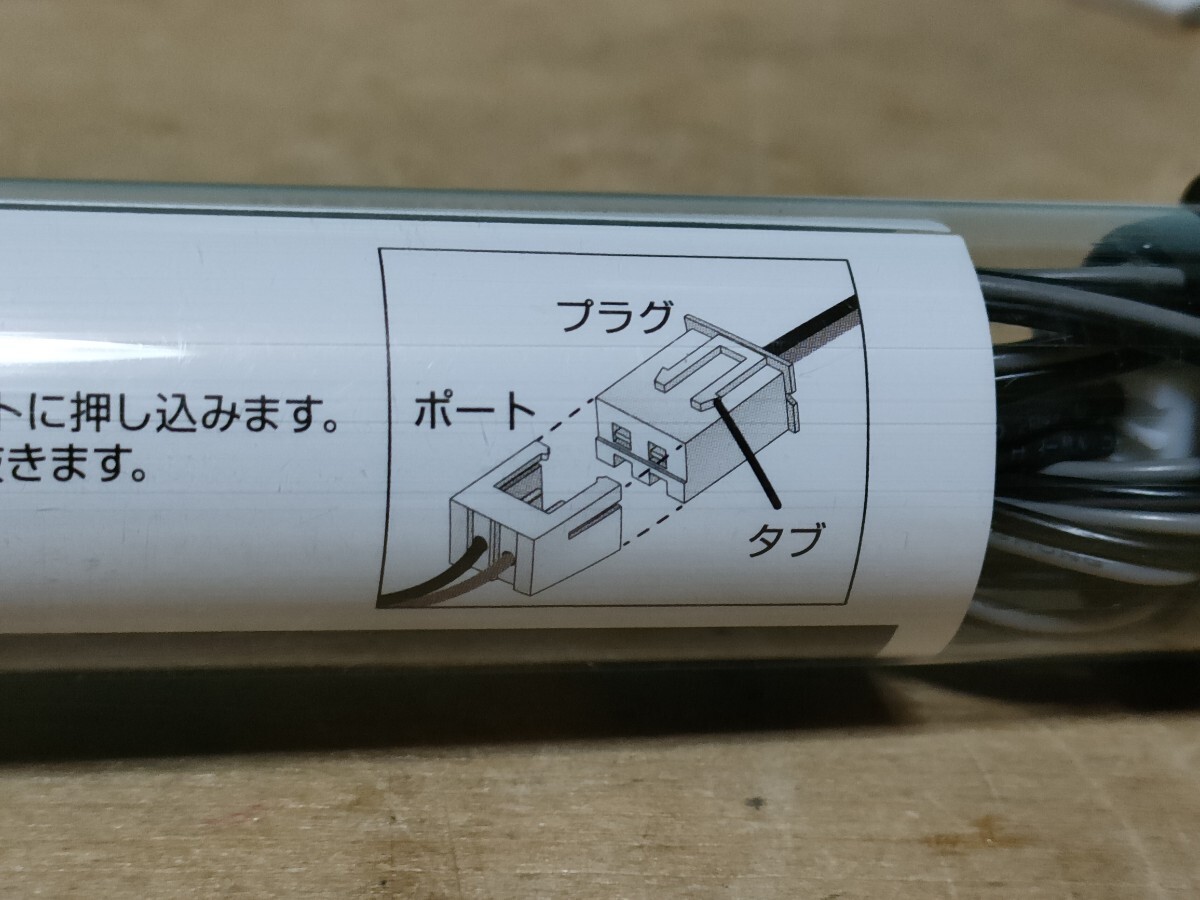 トに押し込みます。
きます。
プラグ
ポート
タブ